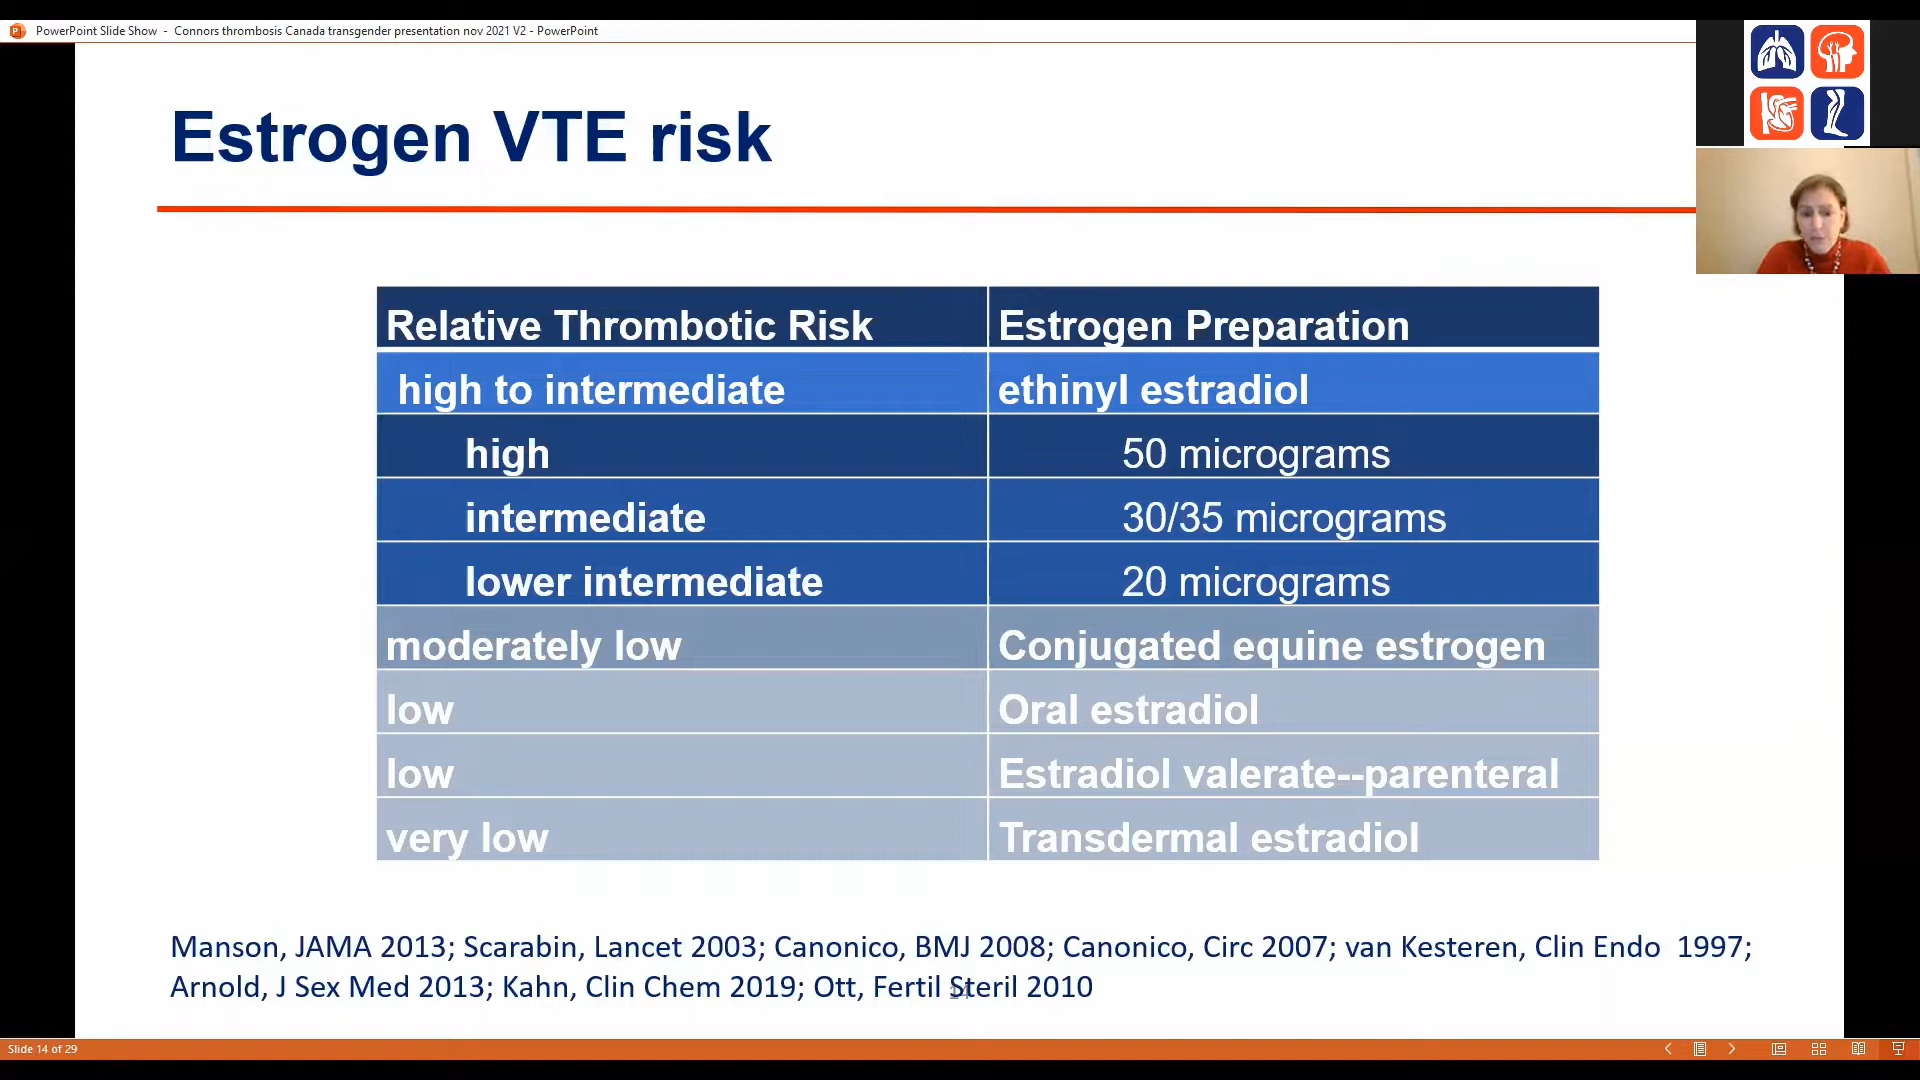 PowerPoint Slide Show - Connors thrombosis Canada transgender presentation nov 2021 V2 - PowerPoint
Estrogen VTE risk
Relative Thrombotic Risk Estrogen Preparation
high to intermediate ethinyl estradiol
high 50 micrograms
intermediate 30/35 micrograms
lower intermediate 20 micrograms
moderately low Conjugated equine estrogen
low Oral estradiol
low Estradiol valerate--parenteral
very low Transdermal estradiol
Manson, JAMA 2013; Scarabin, Lancet 2003; Canonico, BMJ 2008; Canonico, Circ 2007; van Kesteren, Clin Endo 1997;
Arnold, J Sex Med 2013; Kahn, Clin Chem 2019; Ott, Fertil Steril 2010
14
Slide 14 of 29